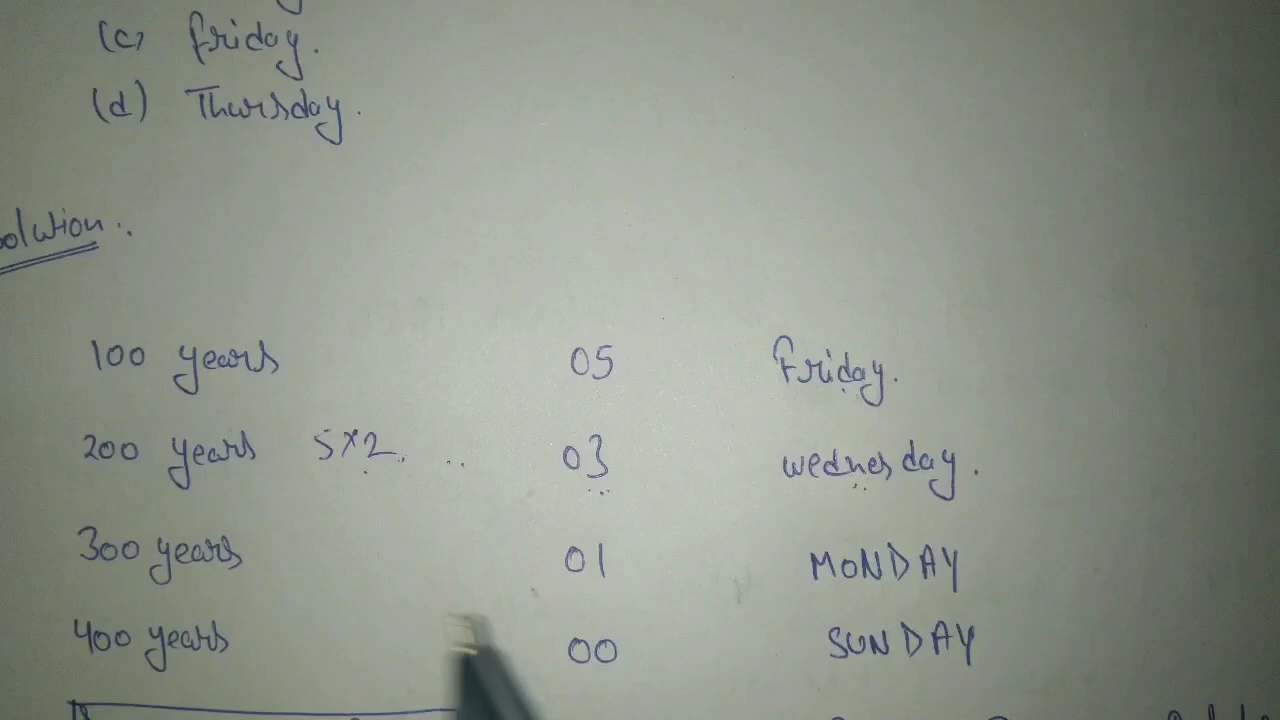 (c) friday.
(d) Thursday.
solution :.
100 years 05 Friday.
200 years 5×2. .. 03 wednesday.
300 years 01 MONDAY
400 years 00 SUNDAY